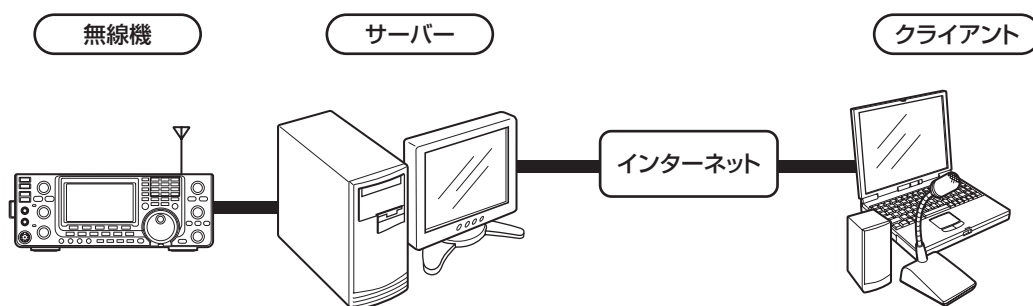 無線機
サーバー
クライアント
インターネット